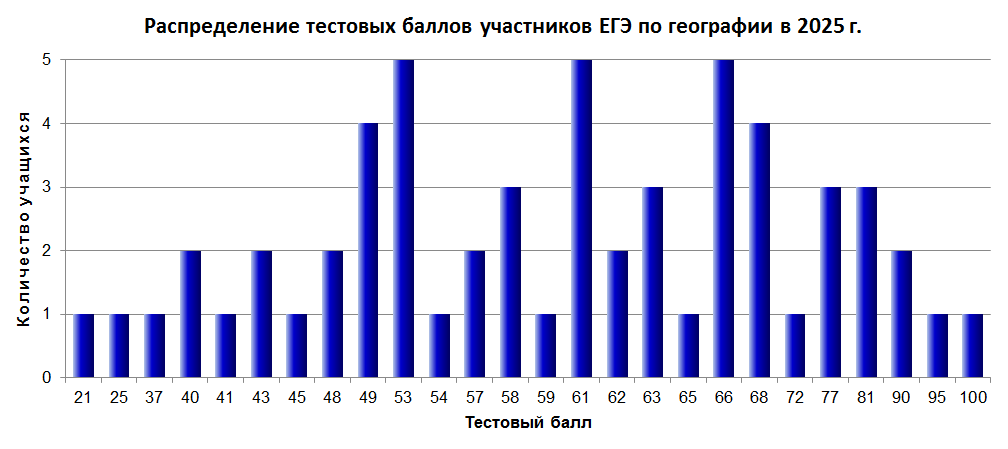 Распределение тестовых баллов участников ЕГЭ по географии в 2025 г.
5
4
3
2
1
0
Количество учащихся
21 25 37 40 41 43 45 48 49 53 54 57 58 59 61 62 63 65 66 68 72 77 81 90 95 100
Тестовый балл